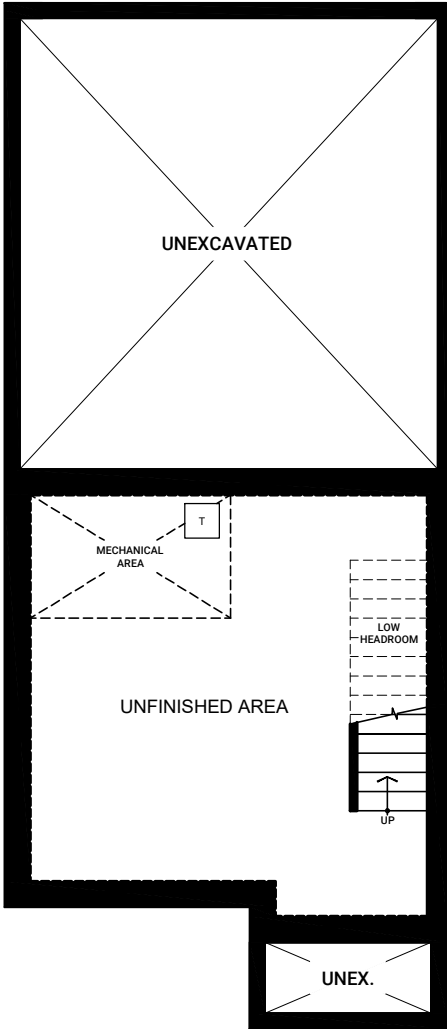 UNEXCAVATED
T
MECHANICAL
AREA
LOW
HEADROOM
UNFINISHED AREA
UP
UNEX.